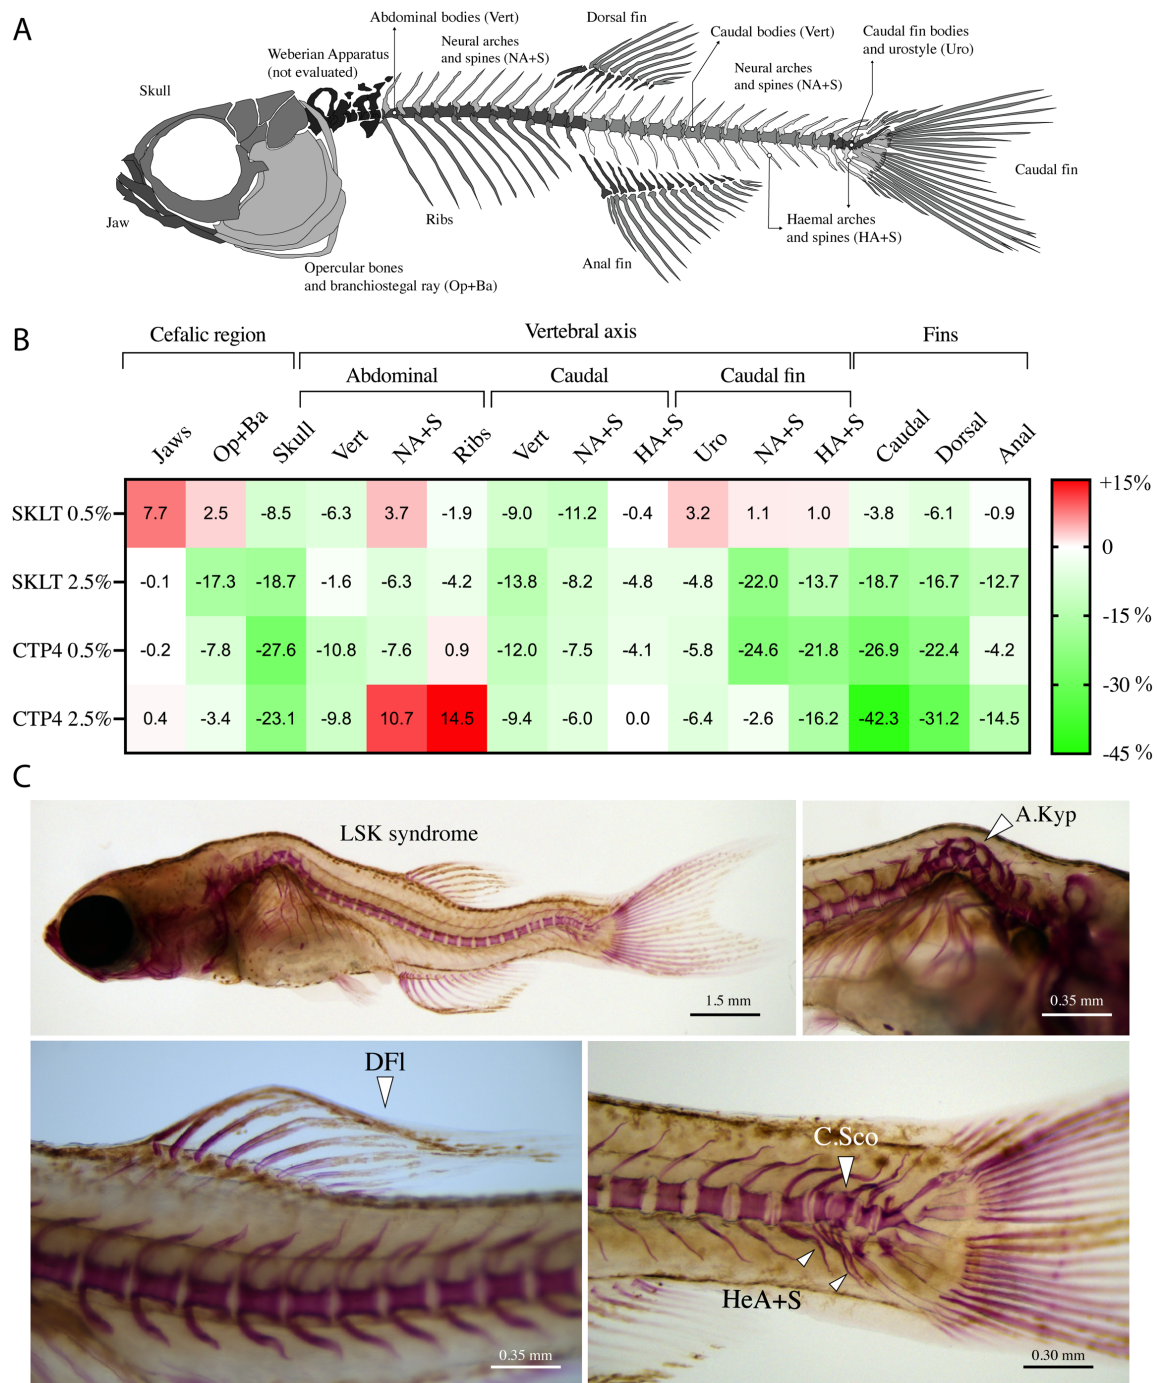 A
Abdominal bodies (Vert)
Dorsal fin
Neural arches
and spines (NA+S)
Weberian Apparatus
(not evaluated)
Caudal bodies (Vert)
Caudal fin bodies
and urostyle (Uro)
Neural arches
and spines (NA+S)
Skull
Caudal fin
Jaw
Ribs
Haemal arches
and spines (HA+S)
Anal fin
Opercular bones
and branchiostegal ray (Op+Ba)
B
Cefalic region Vertebral axis Fins
Abdominal Caudal Caudal fin
Jaws Op+Ba Skull Vert NA+S Ribs Vert NA+S HA+S Uro NA+S HA+S Caudal Dorsal Anal
SKLT 0.5% 7.7 2.5 -8.5 -6.3 3.7 -1.9 -9.0 -11.2 -0.4 3.2 1.1 1.0 -3.8 -6.1 -0.9
SKLT 2.5% -0.1 -17.3 -18.7 -1.6 -6.3 -4.2 -13.8 -8.2 -4.8 -4.8 -22.0 -13.7 -18.7 -16.7 -12.7
CTP4 0.5% -0.2 -7.8 -27.6 -10.8 -7.6 0.9 -12.0 -7.5 -4.1 -5.8 -24.6 -21.8 -26.9 -22.4 -4.2
CTP4 2.5% 0.4 -3.4 -23.1 -9.8 10.7 14.5 -9.4 -6.0 0.0 -6.4 -2.6 -16.2 -42.3 -31.2 -14.5
+15%
0
-15 %
-30 %
-45 %
C
LSK syndrome
1.5 mm
A.Kyp
0.35 mm
DFl
0.35 mm
C.Sco
HeA+S
0.30 mm